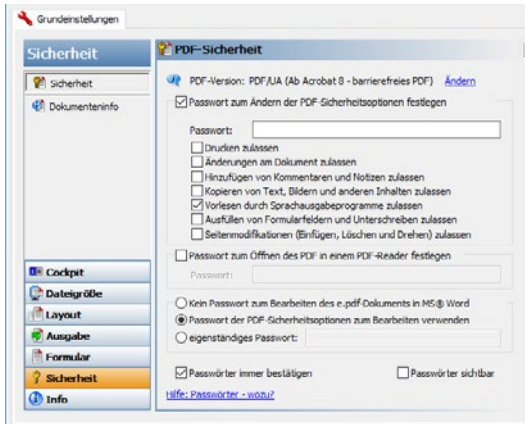 Grundeinstellungen
Sicherheit
Sicherheit
Dokumenteninfo
Cockpit
Dateigröße
Layout
Ausgabe
Formular
Sicherheit
Info
PDF-Sicherheit
PDF-Version: PDF/UA (Ab Acrobat 8 - barrierefreies PDF) Ändern
Passwort zum Ändern der PDF-Sicherheitsoptionen festlegen
Passwort:
Drucken zulassen
Änderungen am Dokument zulassen
Hinzufügen von Kommentaren und Notizen zulassen
Kopieren von Text, Bildern und anderen Inhalten zulassen
Vorlesen durch Sprachausgabeprogramme zulassen
Ausfüllen von Formularfeldern und Unterschreiben zulassen
Seitenmodifikationen (Einfügen, Löschen und Drehen) zulassen
Passwort zum Öffnen des PDF in einem PDF-Reader festlegen
Passwort:
Kein Passwort zum Bearbeiten des e.pdf-Dokuments in MS® Word
Passwort der PDF-Sicherheitsoptionen zum Bearbeiten verwenden
eigenständiges Passwort:
Passwörter immer bestätigen Passwörter sichtbar
Hilfe: Passwörter - wozu?